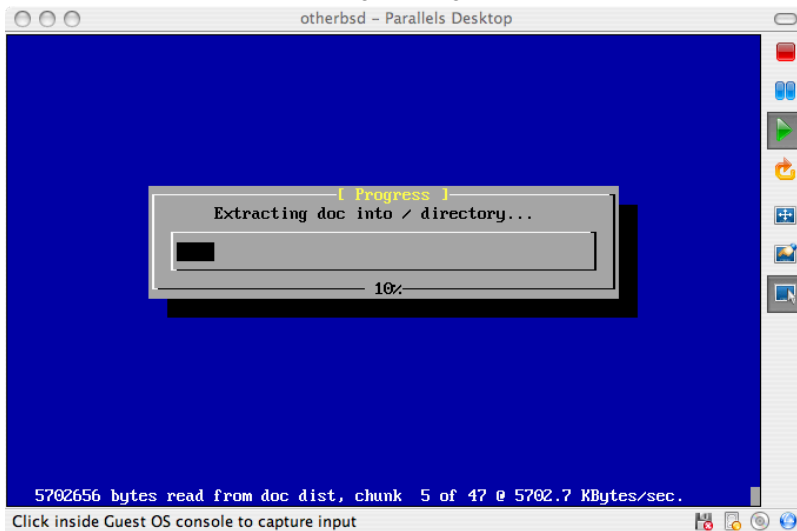 otherbsd – Parallels Desktop
[ Progress ]
Extracting doc into / directory...
10%
5702656 bytes read from doc dist, chunk  5 of 47 @ 5702.7 KBytes/sec.
Click inside Guest OS console to capture input